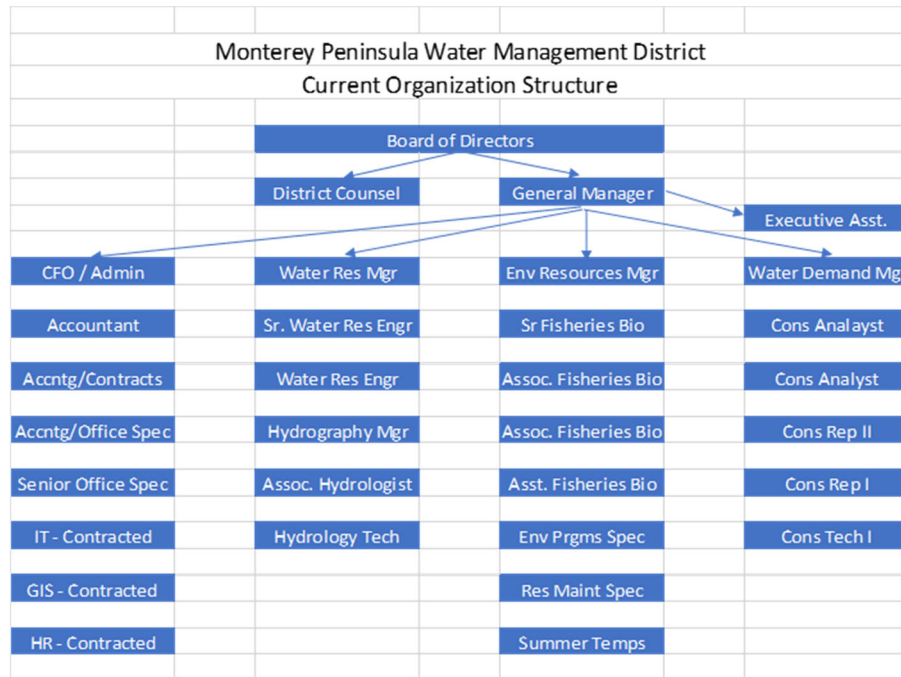 Monterey Peninsula Water Management District
Current Organization Structure
Board of Directors
District Counsel General Manager
Executive Asst.
CFO / Admin Water Res Mgr Env Resources Mgr Water Demand Mg
Accountant Sr. Water Res Engr Sr Fisheries Bio Cons Analayst
Accntg/Contracts Water Res Engr Assoc. Fisheries Bio Cons Analyst
Accntg/Office Spec Hydrography Mgr Assoc. Fisheries Bio Cons Rep II
Senior Office Spec Assoc. Hydrologist Asst. Fisheries Bio Cons Rep I
IT - Contracted Hydrology Tech Env Prgms Spec Cons Tech I
GIS - Contracted Res Maint Spec
HR - Contracted Summer Temps